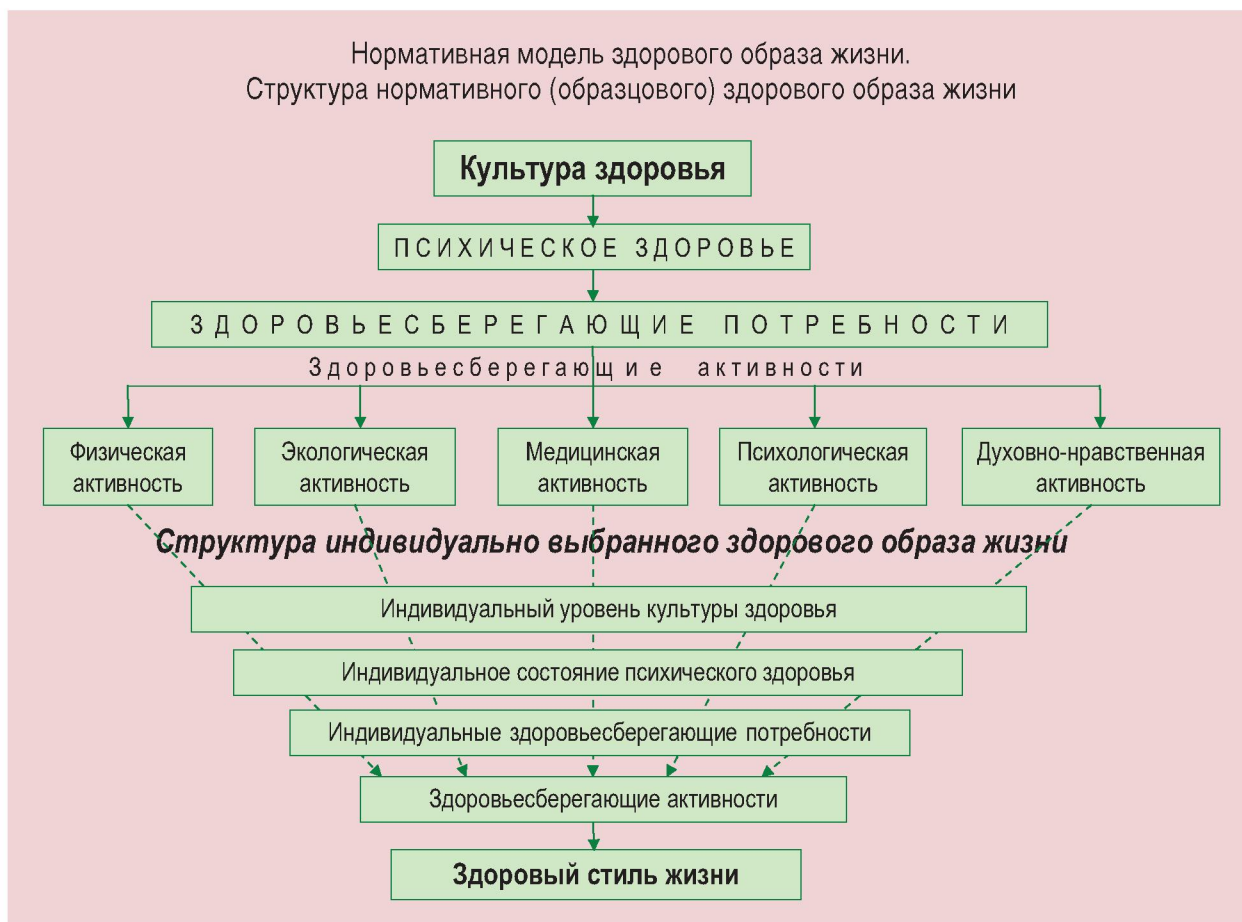 Нормативная модель здорового образа жизни.
Структура нормативного (образцового) здорового образа жизни
Культура здоровья
ПСИХИЧЕСКОЕ ЗДОРОВЬЕ
ЗДОРОВЬЕСБЕРЕГАЮЩИЕ ПОТРЕБНОСТИ
Здоровьесберегающие активности
Физическая
активность
Экологическая
активность
Медицинская
активность
Психологическая
активность
Духовно-нравственная
активность
Структура индивидуально выбранного здорового образа жизни
Индивидуальный уровень культуры здоровья
Индивидуальное состояние психического здоровья
Индивидуальные здоровьесберегающие потребности
Здоровьесберегающие активности
Здоровый стиль жизни